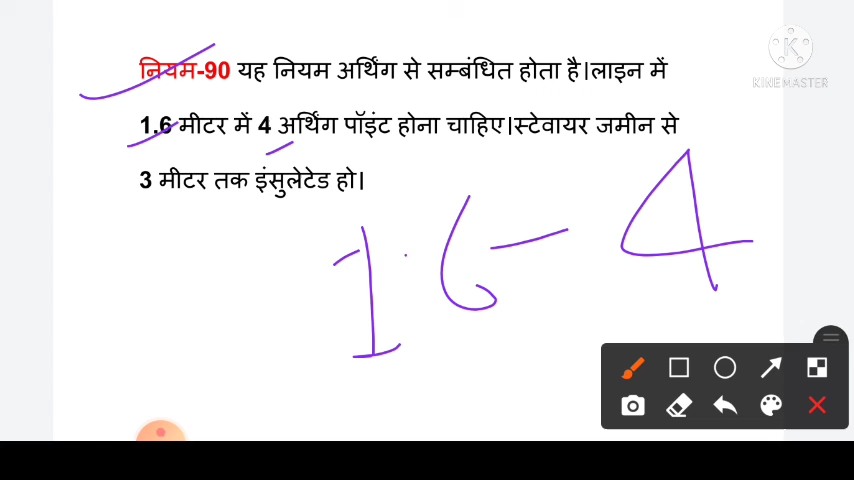 नियम-90 यह नियम अर्थिंग से सम्बंधित होता है।लाइन में
1.6 मीटर में 4 अर्थिंग पॉइंट होना चाहिए।स्टेवायर जमीन से
3 मीटर तक इंसुलेटेड हो।
1.6 - 4
K
KINEMASTER